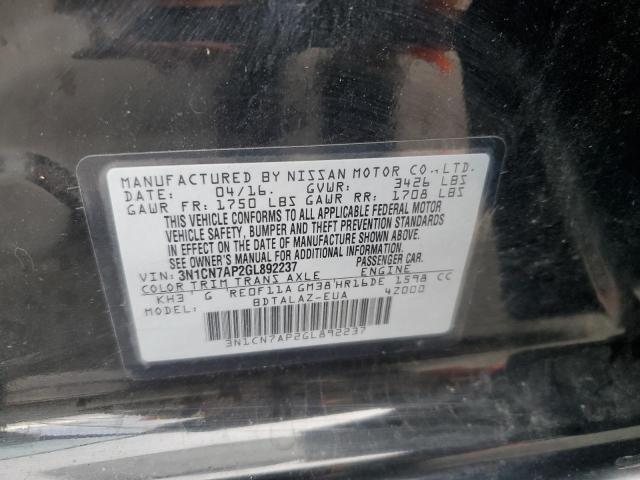 MANUFACTURED BY NISSAN MOTOR CO.,LTD.
DATE: 04/16. GVWR: 3426 LBS
GAWR FR: 1750 LBS GAWR RR: 1708 LBS
THIS VEHICLE CONFORMS TO ALL APPLICABLE FEDERAL MOTOR
VEHICLE SAFETY, BUMPER AND THEFT PREVENTION STANDARDS
IN EFFECT ON THE DATE OF MANUFACTURE SHOWN ABOVE.
REFER TO OWNER'S MANUAL FOR ADDITIONAL INFORMATION.
VIN: 3N1CN7AP2GL892237 PASSENGER CAR.
COLOR TRIM TRANS AXLE ENGINE
KH3 G RE0F11A GM38 HR16DE 1598 CC
MODEL: BDTALAZ-EUA 4Z000
3N1CN7AP2GL892237